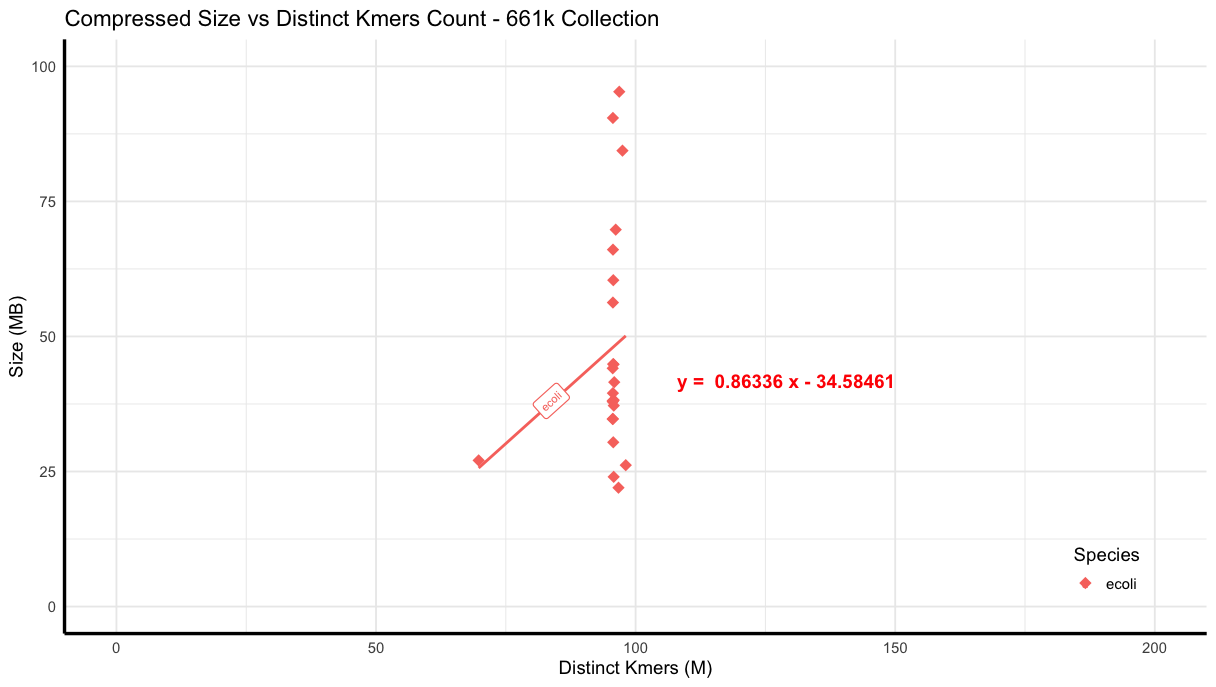 Compressed Size vs Distinct Kmers Count - 661k Collection
Size (MB)
100
75
50
25
0
ecoli
y =  0.86336 x - 34.58461
Species
ecoli
0
50
100
150
200
Distinct Kmers (M)